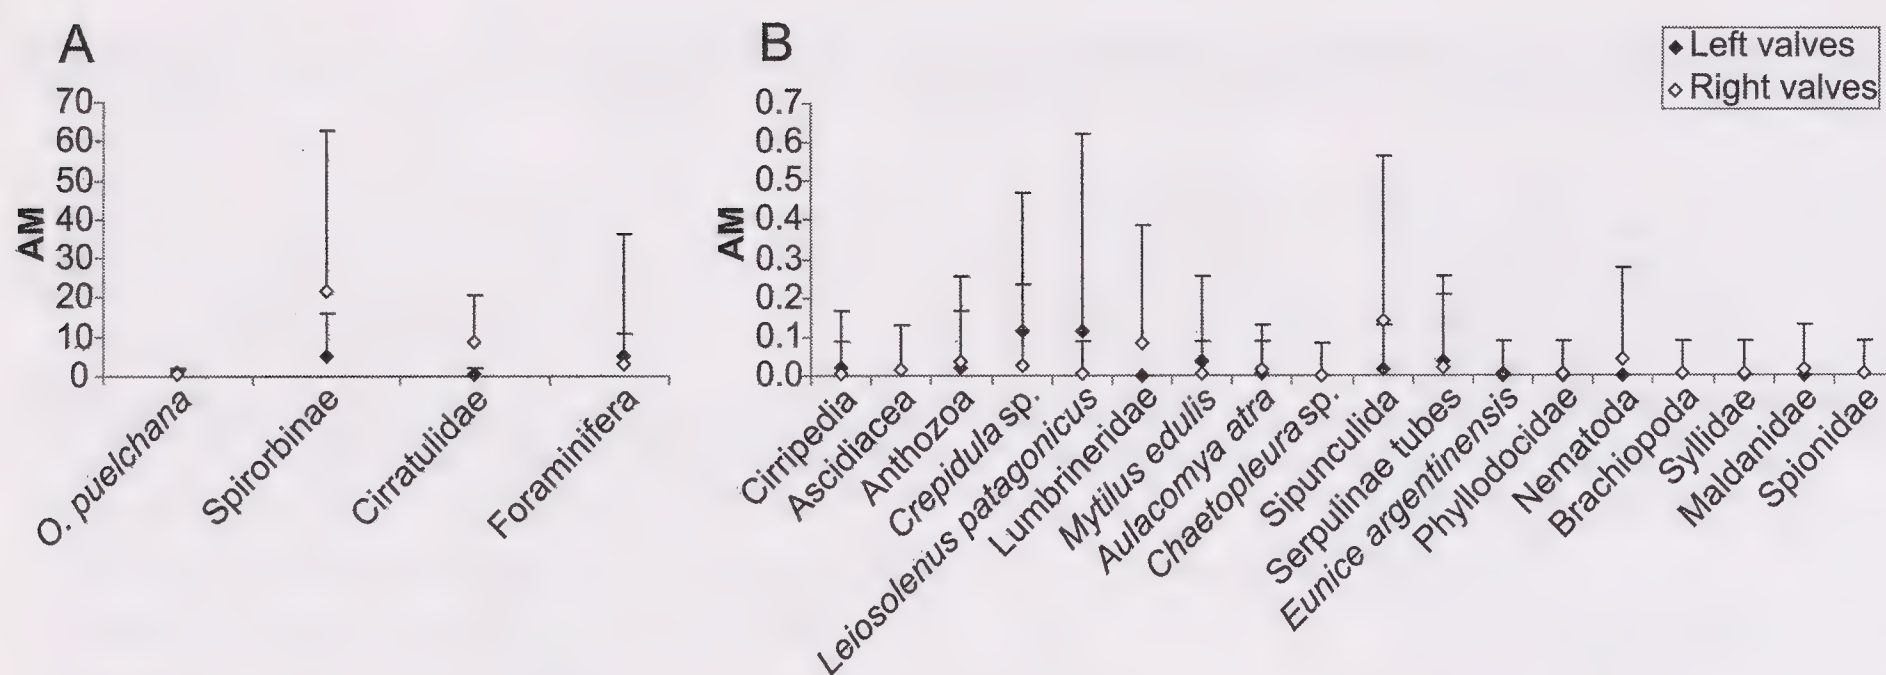 A
AM
70
60
50
40
30
20
10
0
O. püelchana
Spirorbinae
Cirratulidae
Foraminifera
B
AM
0.7
0.6
0.5
0.4
0.3
0.2
0.1
0.0
Cirripedia
Ascidiacea
Anthozoa
Crepidula sp.
Leiosolenus patagonicus
Lumbrineridae
Mytilus edulis
Aulacomya atra
Chaetopleura sp.
Sipuncullida
Serpulinae tubes
Eunice argentinensis
Phyllodocidae
Nematoda
Brachiopoda
Syllidae
Maldanidae
Spionidae
Left valves
Right valves